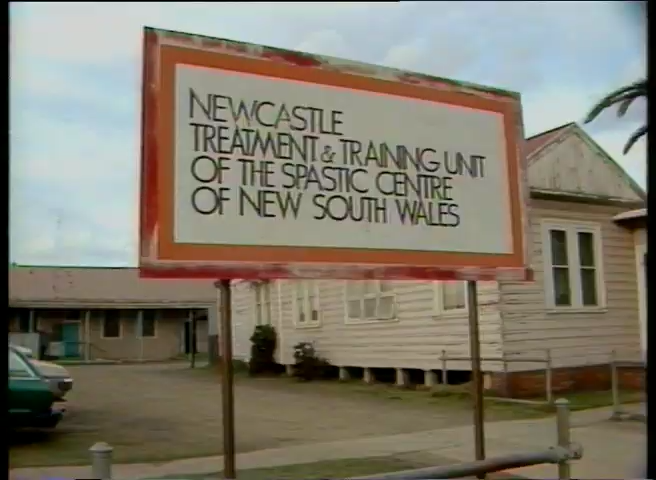 NEWCASTLE
TREATMENT & TRAINING UNIT
OF THE SPASTIC CENTRE
OF NEW SOUTH WALES